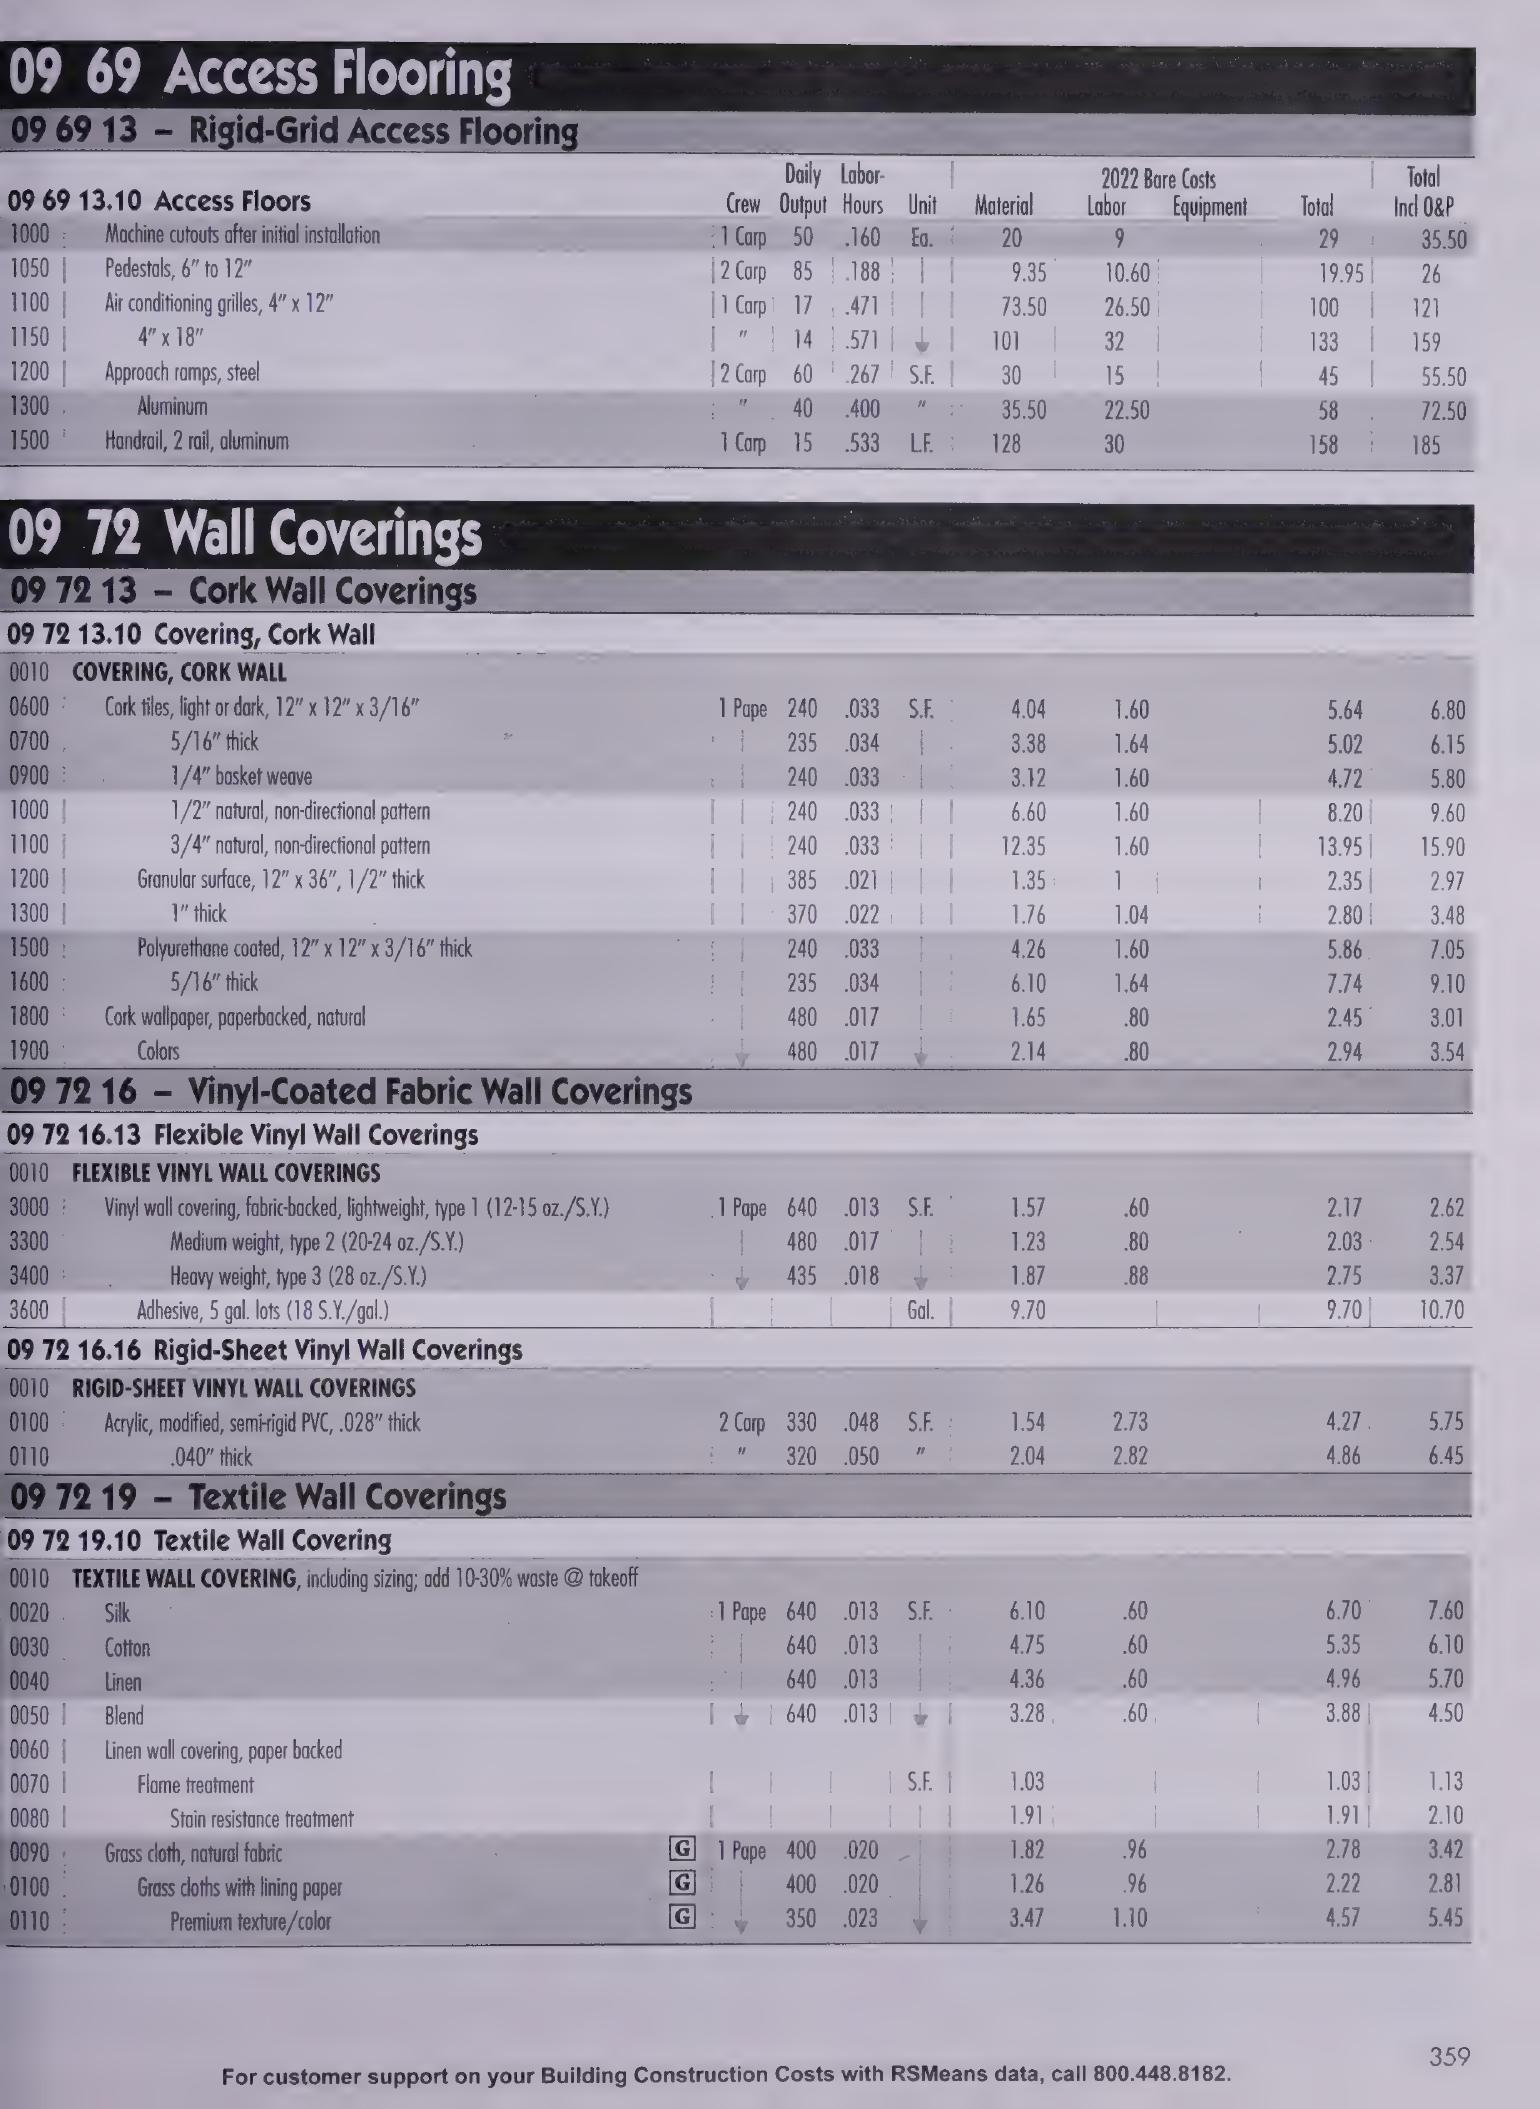 09 69 Access Flooring
09 69 13 – Rigid-Grid Access Flooring
Daily Labor- 2022 Bare Costs Total
09 69 13.10 Access Floors Crew Output Hours Unit Material Labor Equipment Total Incl O&P
1000 Machine cutouts after initial installation 1 Carp 50 .160 Ea. 20 9 29 35.50
1050 Pedestals, 6" to 12" 2 Carp 85 .188 9.35 10.60 19.95 26
1100 Air conditioning grilles, 4" x 12" 1 Carp 17 .471 73.50 26.50 100 121
1150 4" x 18" " 14 .571 101 32 133 159
1200 Approach ramps, steel 2 Carp 60 .267 S.F. 30 15 45 55.50
1300 Aluminum " 40 .400 " 35.50 22.50 58 72.50
1500 Handrail, 2 rail, aluminum 1 Carp 15 .533 L.F. 128 30 158 185
09 72 Wall Coverings
09 72 13 – Cork Wall Coverings
09 72 13.10 Covering, Cork Wall
0010 COVERING, CORK WALL
0600 Cork tiles, light or dark, 12" x 12" x 3/16" 1 Pape 240 .033 S.F. 4.04 1.60 5.64 6.80
0700 5/16" thick 235 .034 3.38 1.64 5.02 6.15
0900 1/4" basket weave 240 .033 3.12 1.60 4.72 5.80
1000 1/2" natural, non-directional pattern 240 .033 6.60 1.60 8.20 9.60
1100 3/4" natural, non-directional pattern 240 .033 12.35 1.60 13.95 15.90
1200 Granular surface, 12" x 36", 1/2" thick 385 .021 1.35 1 2.35 2.97
1300 1" thick 370 .022 1.76 1.04 2.80 3.48
1500 Polyurethane coated, 12" x 12" x 3/16" thick 240 .033 4.26 1.60 5.86 7.05
1600 5/16" thick 235 .034 6.10 1.64 7.74 9.10
1800 Cork wallpaper, paperbacked, natural 480 .017 1.65 .80 2.45 3.01
1900 Colors 480 .017 2.14 .80 2.94 3.54
09 72 16 – Vinyl-Coated Fabric Wall Coverings
09 72 16.13 Flexible Vinyl Wall Coverings
0010 FLEXIBLE VINYL WALL COVERINGS
3000 Vinyl wall covering, fabric-backed, lightweight, type 1 (12-15 oz./S.Y.) 1 Pape 640 .013 S.F. 1.57 .60 2.17 2.62
3300 Medium weight, type 2 (20-24 oz./S.Y.) 480 .017 1.23 .80 2.03 2.54
3400 Heavy weight, type 3 (28 oz./S.Y.) 435 .018 1.87 .88 2.75 3.37
3600 Adhesive, 5 gal. lots (18 S.Y./gal.) Gal. 9.70 9.70 10.70
09 72 16.16 Rigid-Sheet Vinyl Wall Coverings
0010 RIGID-SHEET VINYL WALL COVERINGS
0100 Acrylic, modified, semi-rigid PVC, .028" thick 2 Carp 330 .048 S.F. 1.54 2.73 4.27 5.75
0110 .040" thick " 320 .050 " 2.04 2.82 4.86 6.45
09 72 19 – Textile Wall Coverings
09 72 19.10 Textile Wall Covering
0010 TEXTILE WALL COVERING, including sizing; add 10-30% waste @ takeoff
0020 Silk 1 Pape 640 .013 S.F. 6.10 .60 6.70 7.60
0030 Cotton 640 .013 4.75 .60 5.35 6.10
0040 Linen 640 .013 4.36 .60 4.96 5.70
0050 Blend 640 .013 3.28 .60 3.88 4.50
0060 Linen wall covering, paper backed
0070 Flame treatment S.F. 1.03 1.03 1.13
0080 Stain resistance treatment 1.91 1.91 2.10
0090 Grass cloth, natural fabric G 1 Pape 400 .020 1.82 .96 2.78 3.42
0100 Grass cloths with lining paper G 400 .020 1.26 .96 2.22 2.81
0110 Premium texture/color G 350 .023 3.47 1.10 4.57 5.45
359
For customer support on your Building Construction Costs with RSMeans data, call 800.448.8182.